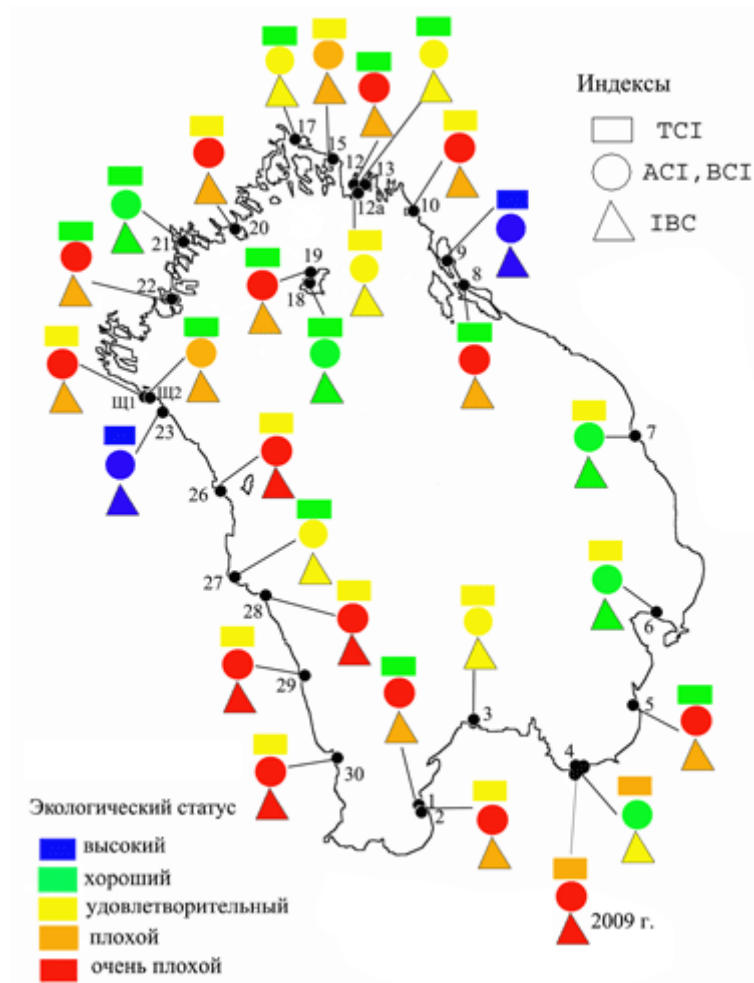 Индексы
TCI
ACI,BCI
IBC
17
15
12
13
12a
10
9
8
20
21
19
18
22
Щ1
Щ2
23
7
26
27
28
6
29
3
5
4
30
1
2
2009 г.
Экологический статус
высокий
хороший
удовлетворительный
плохой
очень плохой